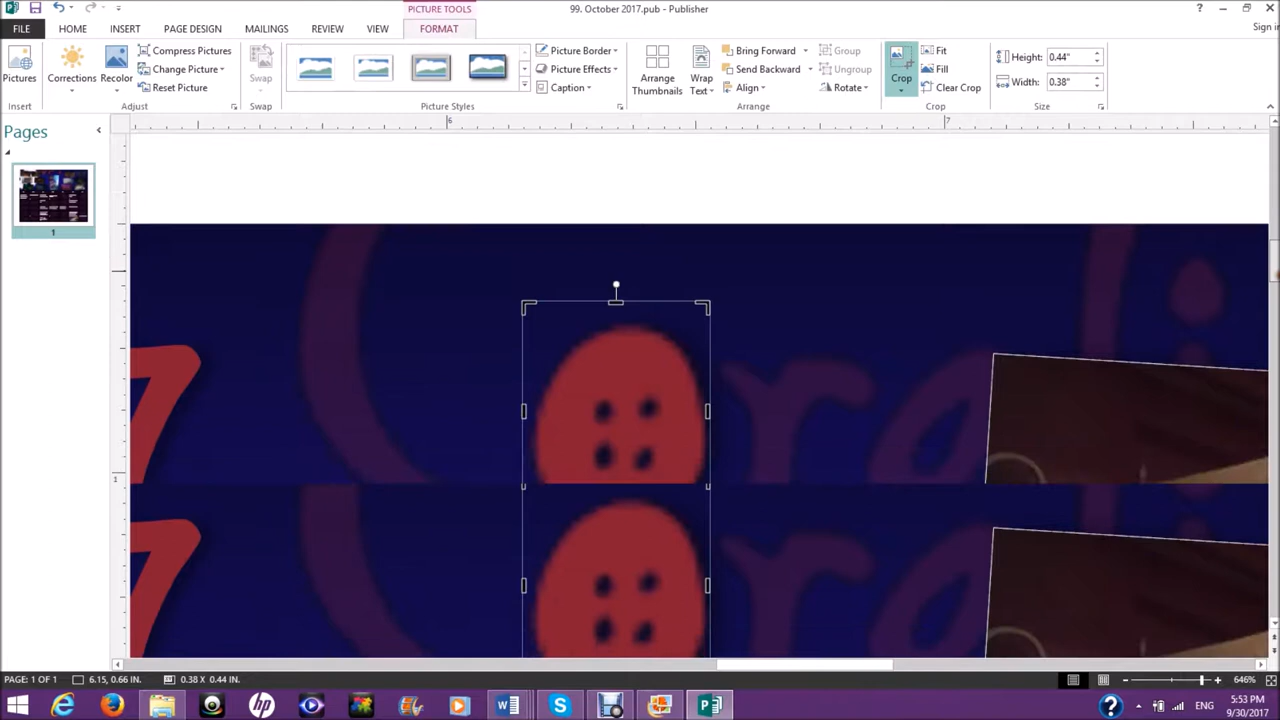 PICTURE TOOLS
99. October 2017.pub - Publisher
FILE HOME INSERT PAGE DESIGN MAILINGS REVIEW VIEW FORMAT Sign in
Pictures Corrections Recolor Compress Pictures Change Picture Reset Picture Swap
Picture Border Picture Effects Caption
Arrange Thumbnails Wrap Text Bring Forward Send Backward Align Group Ungroup Rotate
Crop Fit Fill Clear Crop
Height: 0.44"
Width: 0.38"
Insert Adjust Swap Picture Styles Arrange Crop Size
Pages
6 7
1
1
PAGE: 1 OF 1 6.15, 0.66 IN. 0.38 X 0.44 IN. 646%
ENG 5:53 PM
9/30/2017